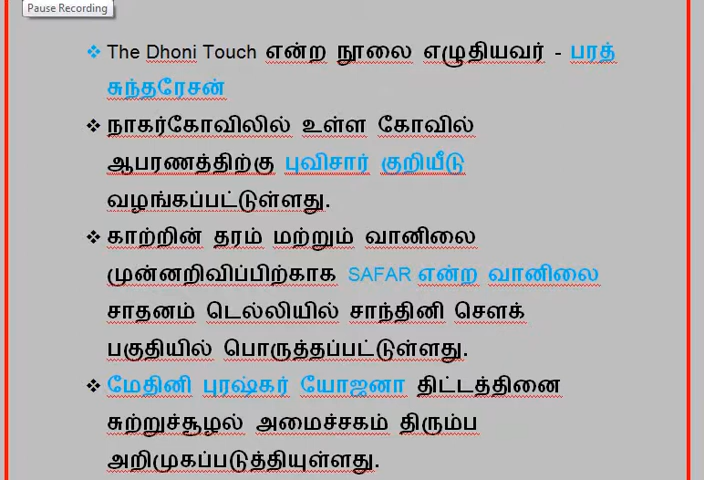 Pause Recording
❖ The Dhoni Touch என்ற நூலை எழுதியவர் - பரத்
சுந்தரேசன்
❖ நாகர்கோவிலில் உள்ள கோவில்
ஆபரணத்திற்கு புவிசார் குறியீடு
வழங்கப்பட்டுள்ளது.
❖ காற்றின் தரம் மற்றும் வானிலை
முன்னறிவிப்பிற்காக SAFAR என்ற வானிலை
சாதனம் டெல்லியில் சாந்தினி சௌக்
பகுதியில் பொருத்தப்பட்டுள்ளது.
❖ மேதினி புரஷ்கர் யோஜனா திட்டத்தினை
சுற்றுச்சூழல் அமைச்சகம் திரும்ப
அறிமுகப்படுத்தியுள்ளது.